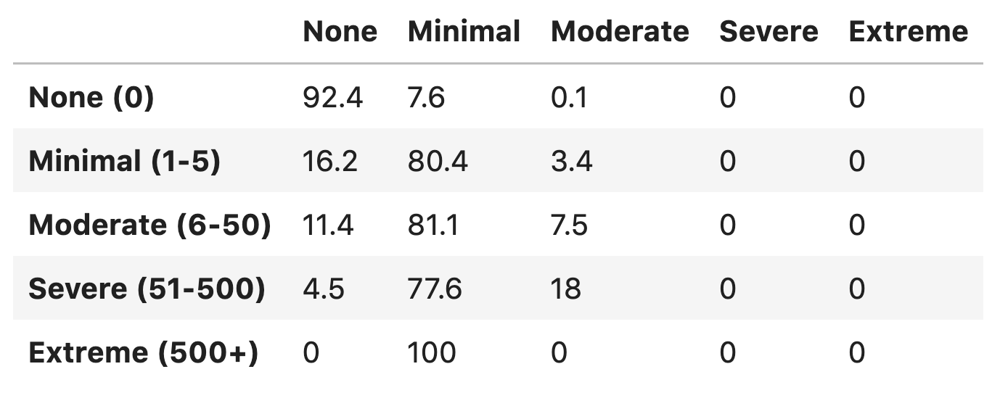 None Minimal Moderate Severe Extreme
None (0) 92.4 7.6 0.1 0 0
Minimal (1-5) 16.2 80.4 3.4 0 0
Moderate (6-50) 11.4 81.1 7.5 0 0
Severe (51-500) 4.5 77.6 18 0 0
Extreme (500+) 0 100 0 0 0